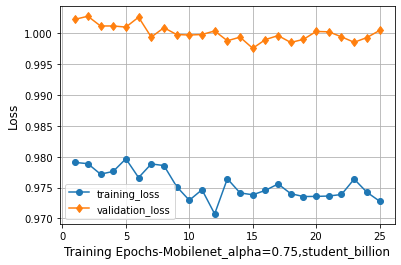 1.000
0.995
0.990
0.985
0.980
0.975
0.970
Loss
training_loss
validation_loss
0 5 10 15 20 25
Training Epochs-Mobilenet_alpha=0.75,student_billion